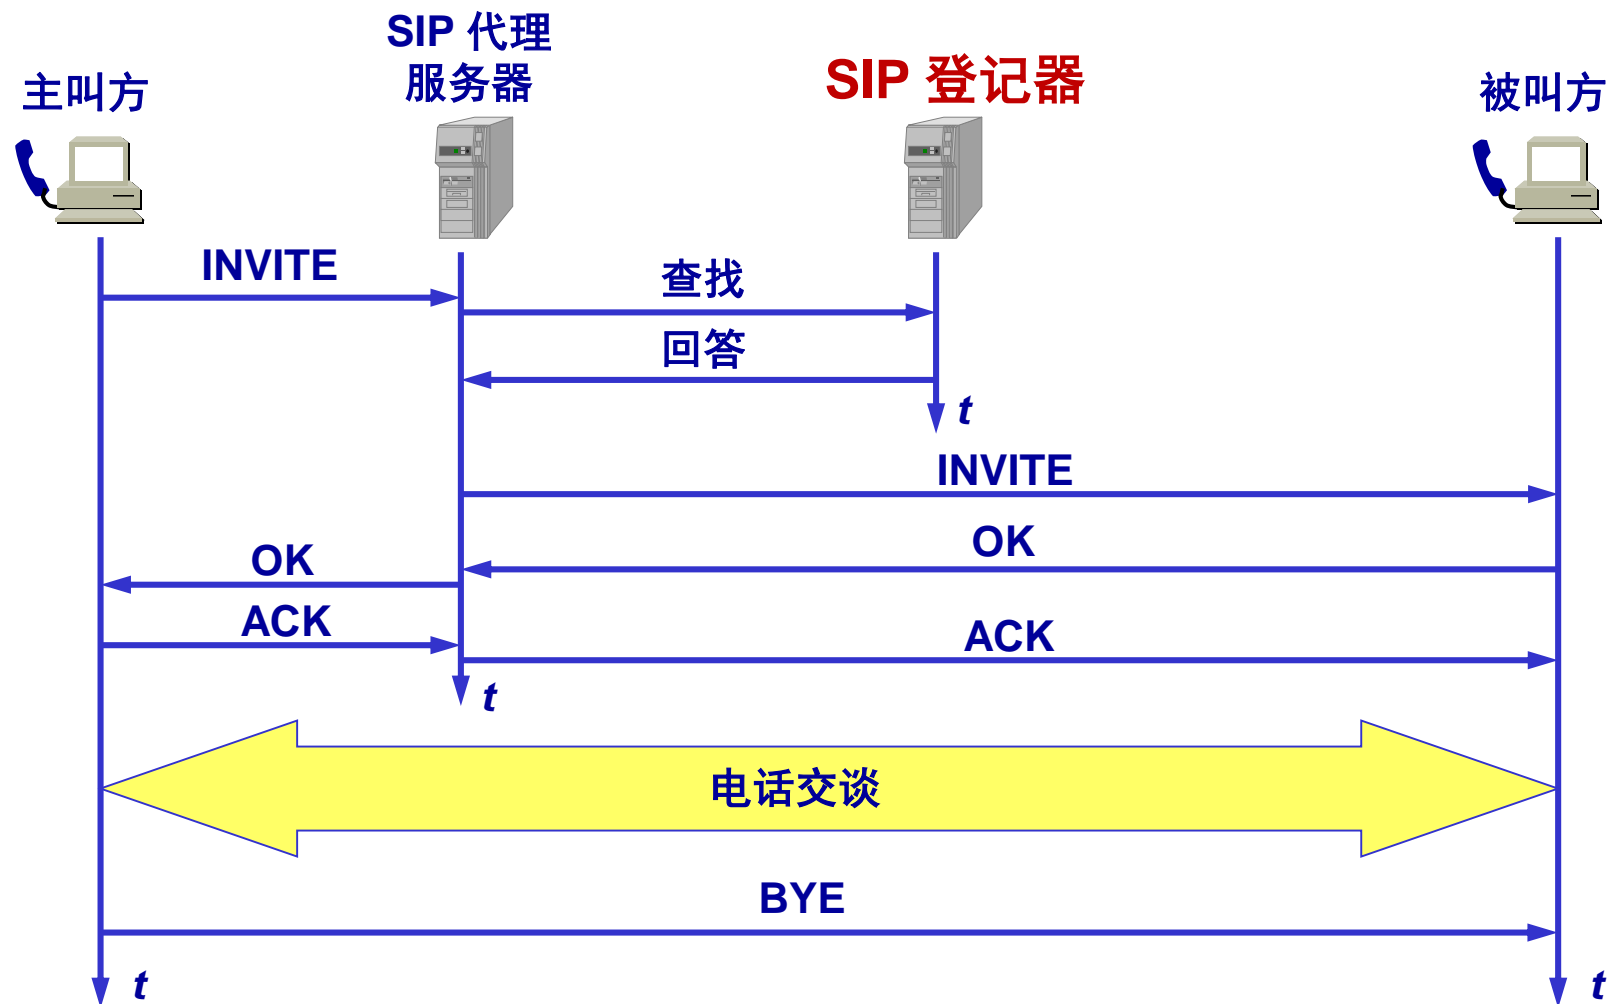 SIP 代理
服务器
SIP 登记器
主叫方
被叫方
INVITE
查找
回答
t
INVITE
OK
OK
ACK
ACK
t
电话交谈
BYE
t
t